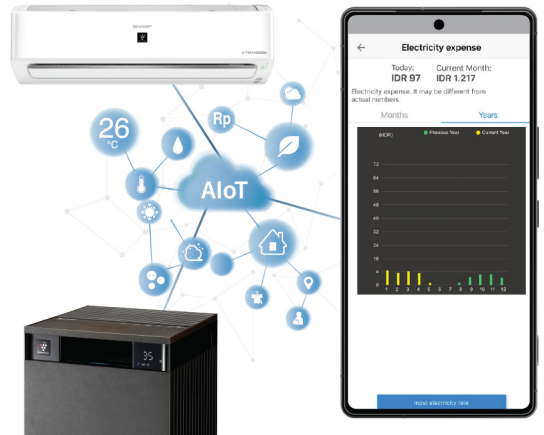 SHARP
26
°C
Rp
AIoT
35
Electricity expense
Today:
IDR 97
Current Month:
IDR 1.217
Electricity expense. It may be different from
actual numbers.
Months
Years
Previous Year
Current Year
72
64
56
48
40
32
24
16
0
1 2 3 4 5 6 7 8 9 10 11 12
Input electricity rate